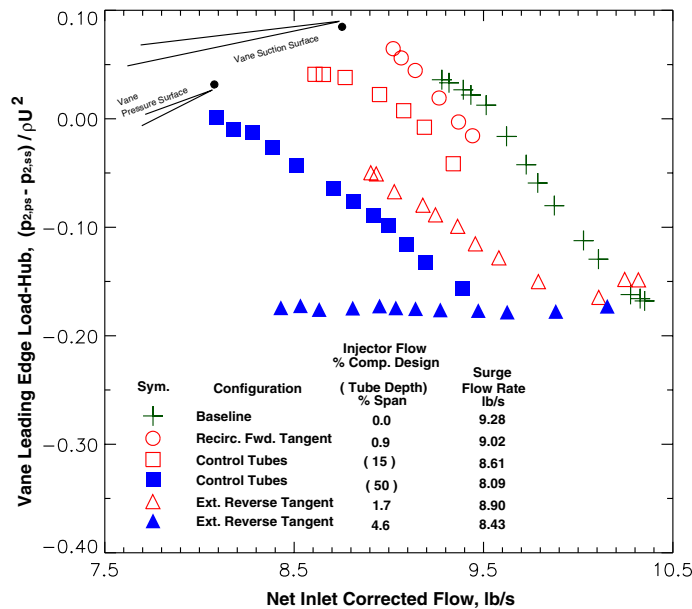 0.10
0.00
-0.10
-0.20
-0.30
-0.40
7.5
8.5
9.5
10.5
Vane Leading Edge Load-Hub, (p2,ps - p2,ss) / ρU²
Net Inlet Corrected Flow, lb/s
Vane Suction Surface
Vane
Pressure Surface
Injector Flow
% Comp. Design
Surge
Sym. Configuration ( Tube Depth) Flow Rate
% Span lb/s
Baseline 0.0 9.28
Recirc. Fwd. Tangent 0.9 9.02
Control Tubes ( 15 ) 8.61
Control Tubes ( 50 ) 8.09
Ext. Reverse Tangent 1.7 8.90
Ext. Reverse Tangent 4.6 8.43